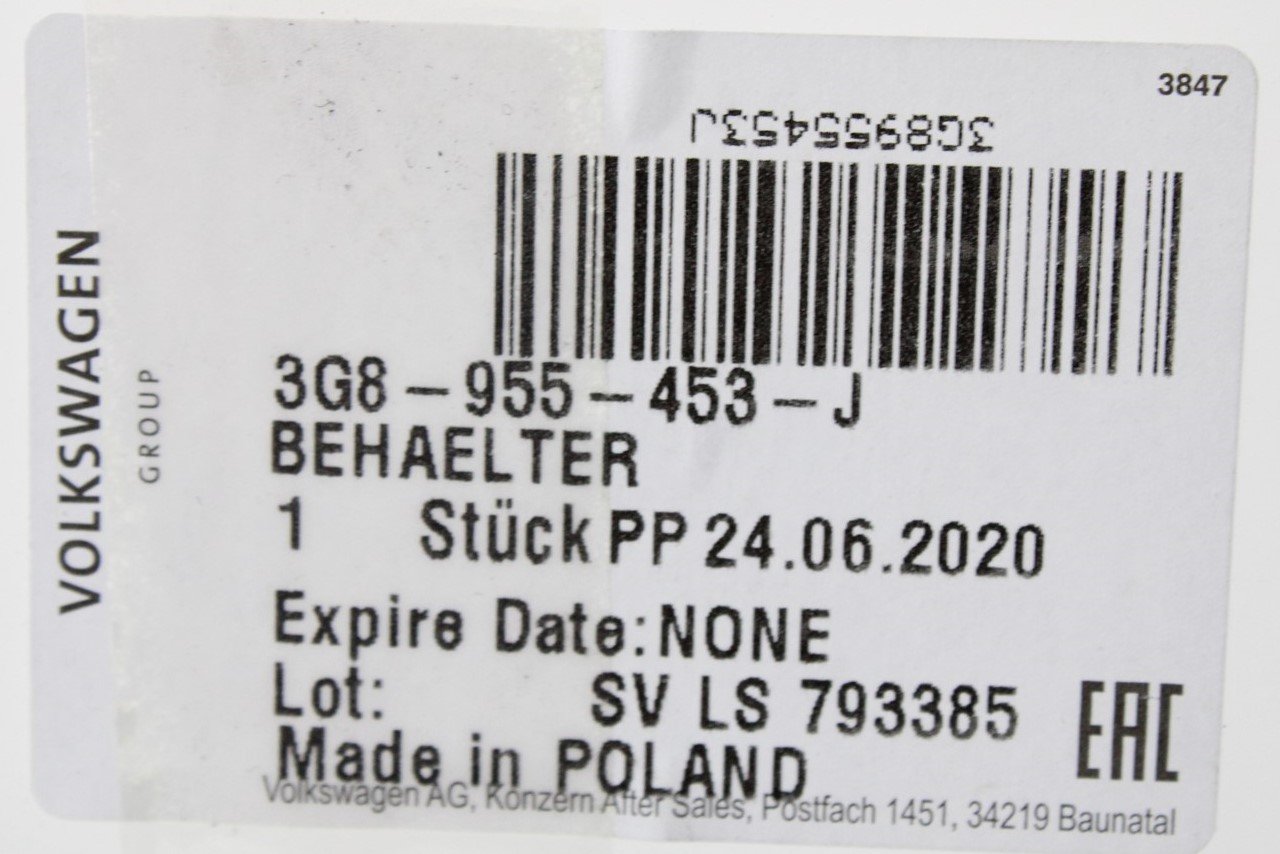 3847
3G8955453J
VOLKSWAGEN
GROUP
3G8-955-453-J
BEHAELTER
1 Stück PP 24.06.2020
Expire Date:NONE
Lot: SV LS 793385
EAC
Made in POLAND
Volkswagen AG, Konzern After Sales, Postfach 1451, 34219 Baunatal